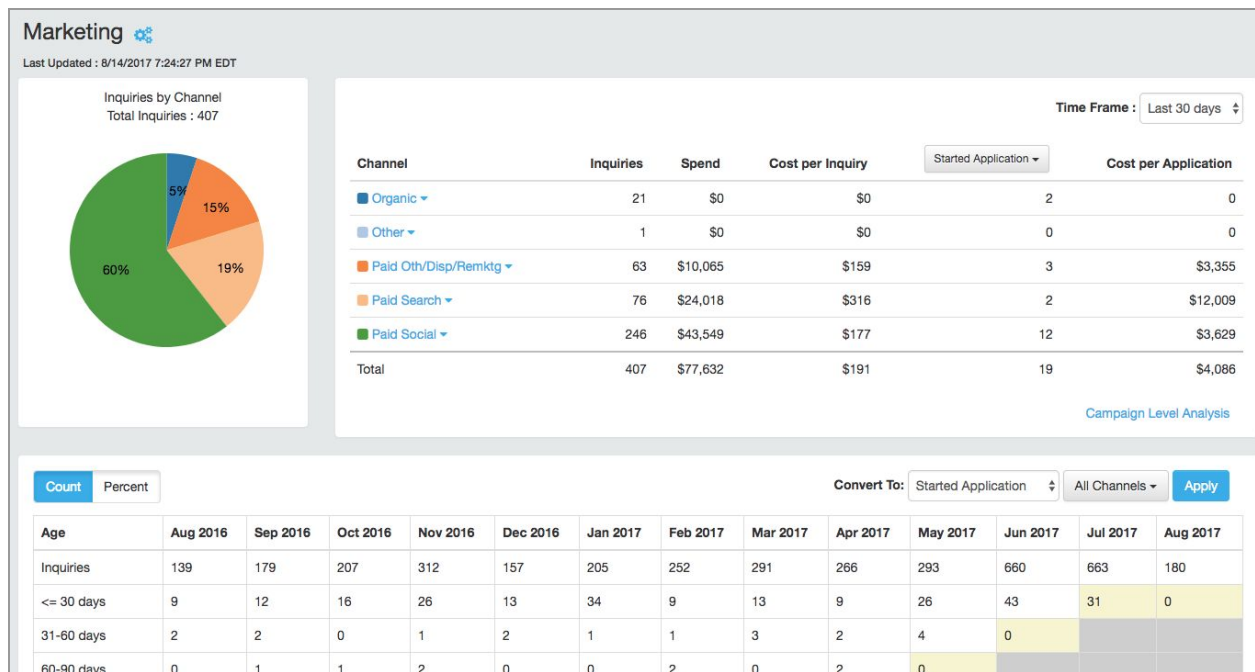 Marketing
Last Updated : 8/14/2017 7:24:27 PM EDT
Inquiries by Channel
Total Inquiries : 407
5%
15%
19%
60%
Time Frame : Last 30 days
Channel Inquiries Spend Cost per Inquiry Started Application Cost per Application
Organic 21 $0 $0 2 0
Other 1 $0 $0 0 0
Paid Oth/Disp/Remktg 63 $10,065 $159 3 $3,355
Paid Search 76 $24,018 $316 2 $12,009
Paid Social 246 $43,549 $177 12 $3,629
Total 407 $77,632 $191 19 $4,086
Campaign Level Analysis
Count Percent Convert To: Started Application All Channels Apply
Age Aug 2016 Sep 2016 Oct 2016 Nov 2016 Dec 2016 Jan 2017 Feb 2017 Mar 2017 Apr 2017 May 2017 Jun 2017 Jul 2017 Aug 2017
Inquiries 139 179 207 312 157 205 252 291 266 293 660 663 180
<= 30 days 9 12 16 26 13 34 9 13 9 26 43 31 0
31-60 days 2 2 0 1 2 1 1 3 2 4 0
60-90 days 0 1 1 2 0 0 2 0 2 0